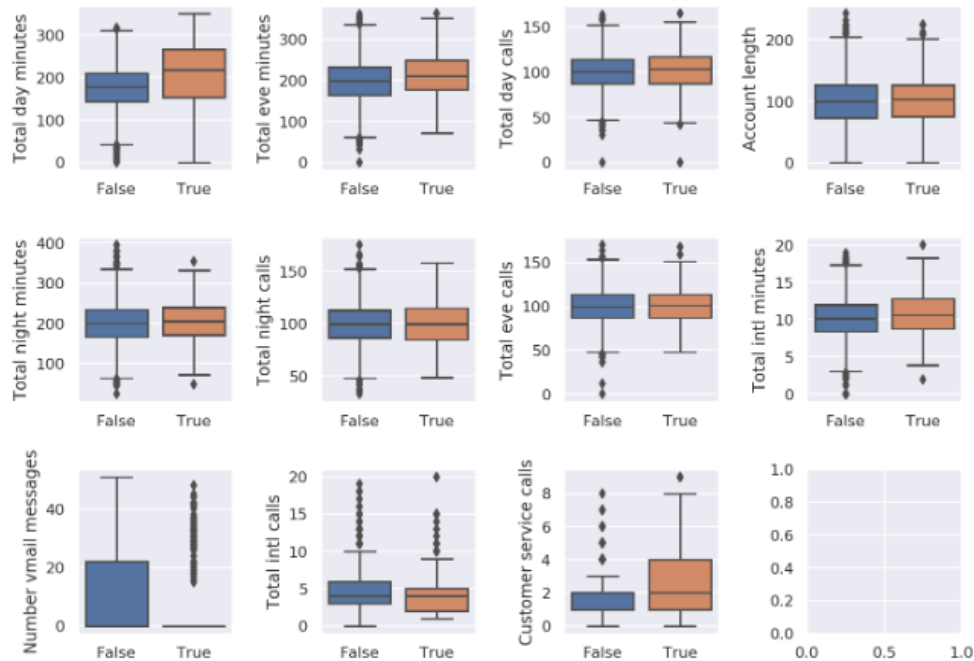 Total day minutes
300
200
100
0
False True
Total eve minutes
300
200
100
0
False True
Total day calls
150
100
50
0
False True
Account length
200
100
0
False True
Total night minutes
400
300
200
100
False True
Total night calls
150
100
50
False True
Total eve calls
150
100
50
0
False True
Total intl minutes
20
15
10
5
0
False True
Number vmail messages
40
20
0
False True
Total intl calls
20
15
10
5
0
False True
Customer service calls
8
6
4
2
0
False True
1.0
0.8
0.6
0.4
0.2
0.0
0.0 0.5 1.0